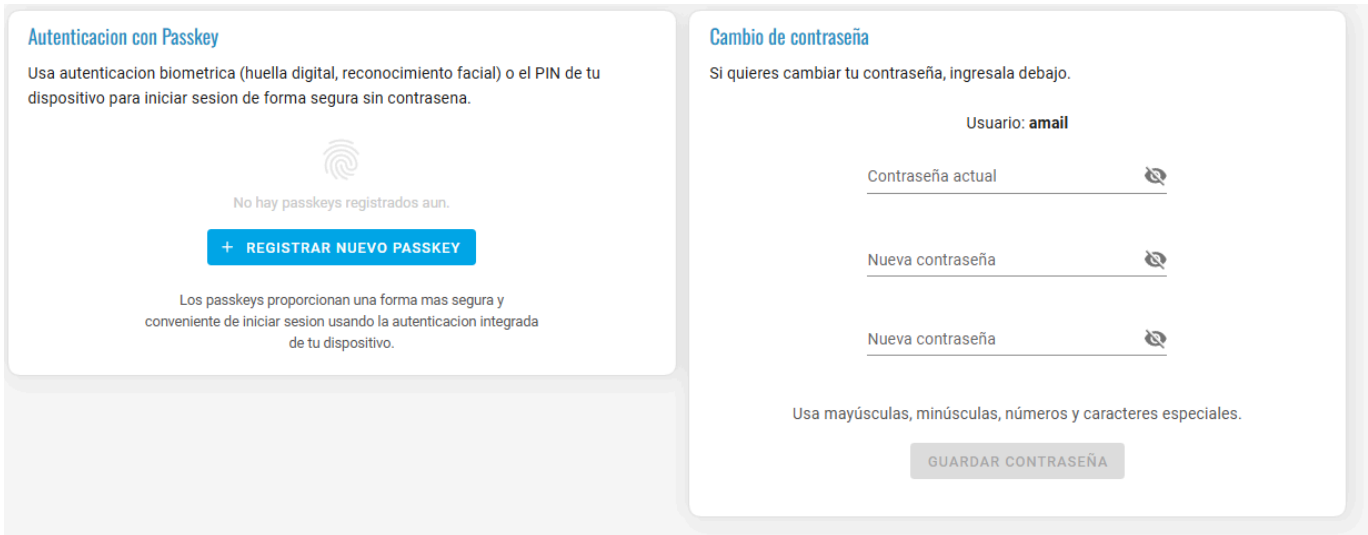 Autenticacion con Passkey
Usa autenticacion biometrica (huella digital, reconocimiento facial) o el PIN de tu
dispositivo para iniciar sesion de forma segura sin contrasena.
No hay passkeys registrados aun.
+ REGISTRAR NUEVO PASSKEY
Los passkeys proporcionan una forma mas segura y
conveniente de iniciar sesion usando la autenticacion integrada
de tu dispositivo.
Cambio de contraseña
Si quieres cambiar tu contraseña, ingresala debajo.
Usuario: amail
Contraseña actual
Nueva contraseña
Nueva contraseña
Usa mayúsculas, minúsculas, números y caracteres especiales.
GUARDAR CONTRASEÑA